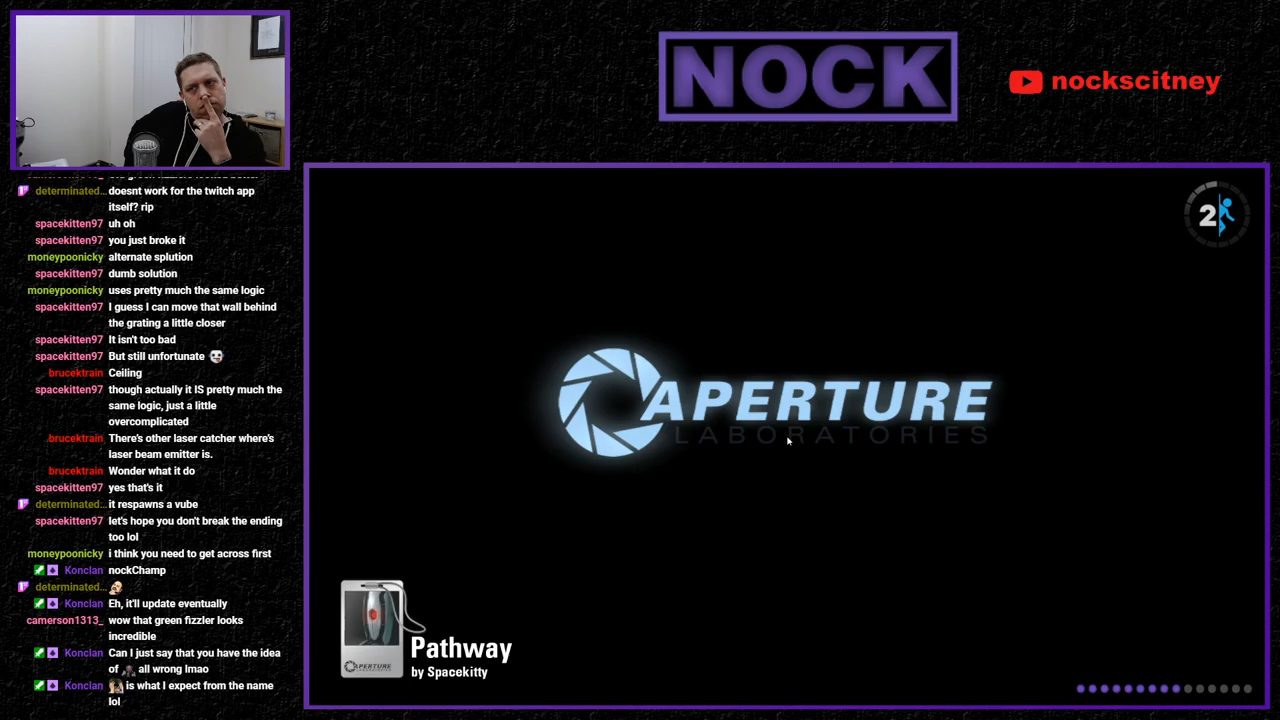 NOCK
nockscitney
determinated... doesnt work for the twitch app
itself? rip
spacekitten97 uh oh
spacekitten97 you just broke it
moneypoonicky alternate splution
spacekitten97 dumb solution
moneypoonicky uses pretty much the same logic
spacekitten97 I guess I can move that wall behind
the grating a little closer
spacekitten97 It isn't too bad
spacekitten97 But still unfortunate
brucektrain Ceiling
spacekitten97 though actually it IS pretty much the
same logic, just a little
overcomplicated
brucektrain There's other laser catcher where's
laser beam emitter is.
brucektrain Wonder what it do
spacekitten97 yes that's it
determinated... it respawns a vube
spacekitten97 let's hope you don't break the ending
too lol
moneypoonicky i think you need to get across first
Konclan nockChamp
determinated...
Konclan Eh, it'll update eventually
camerson1313_ wow that green fizzler looks
incredible
Konclan Can I just say that you have the idea
of all wrong lmao
Konclan is what I expect from the name
lol
2
APERTURE
LABORATORIES
APERTURE
Pathway
by Spacekitty